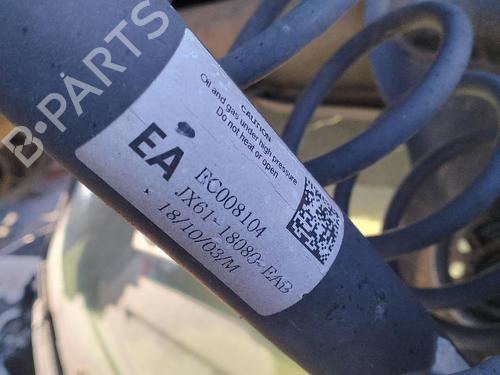 B·PARTS
CAUTION
Oil and gas under high pressure
Do not heat or open
EA
EC008104
JX61-18080-EAB
18/10/03/M